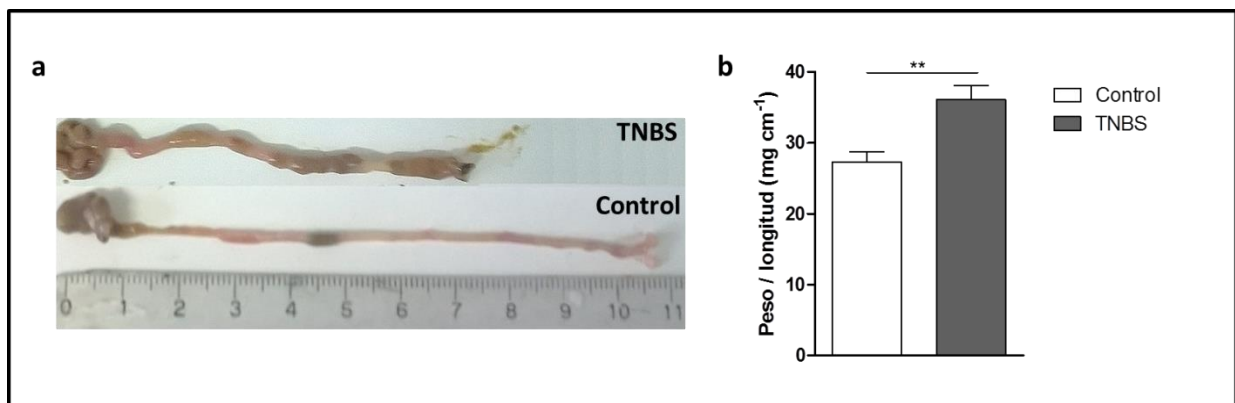 a
TNBS
Control
0 1 2 3 4 5 6 7 8 9 10 11
b
**
Peso / longitud (mg cm⁻¹)
40
30
20
10
0
Control
TNBS